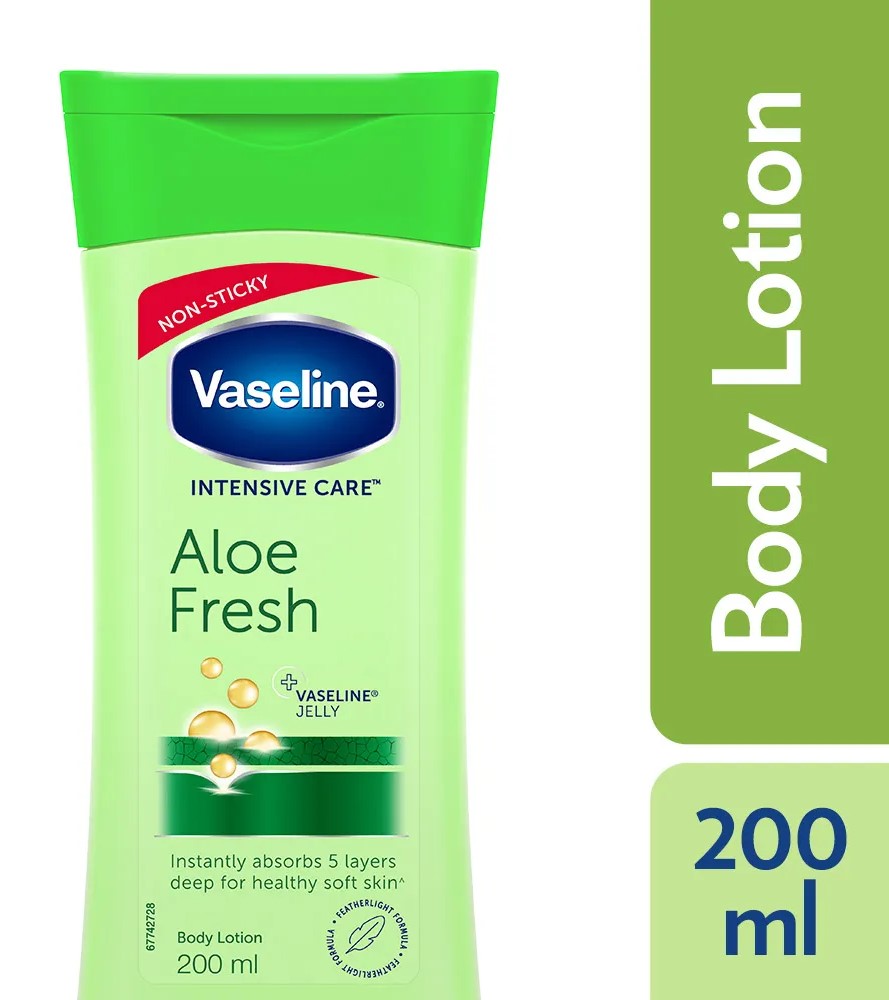 NON-STICKY
Vaseline®
INTENSIVE CARE™
Aloe
Fresh
VASELINE®
JELLY
Instantly absorbs 5 layers
deep for healthy soft skin^
67742728
Body Lotion
200 ml
• FEATHERLIGHT FORMULA • FEATHERLIGHT FORMULA
Body Lotion
200
ml